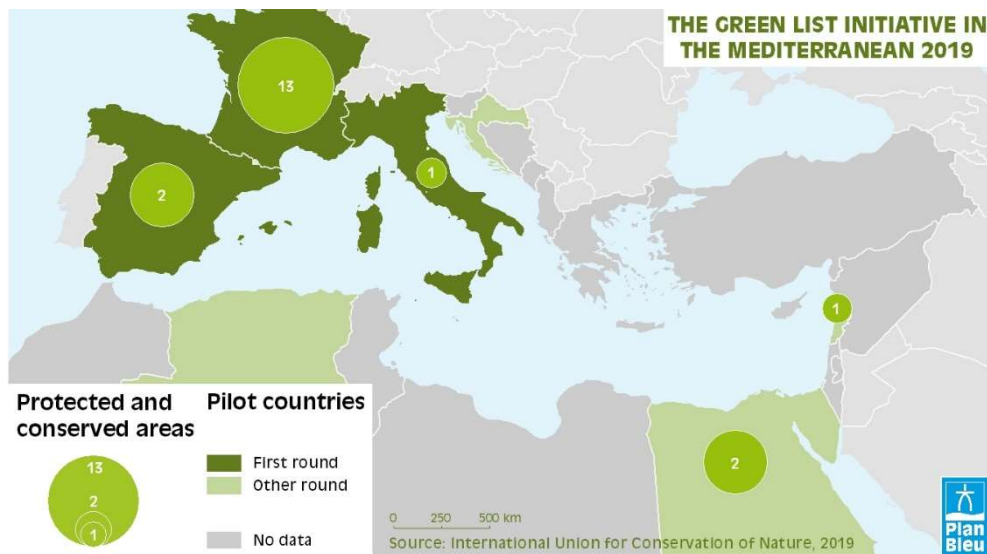 THE GREEN LIST INITIATIVE IN
THE MEDITERRANEAN 2019
13
2
1
1
2
Protected and
conserved areas
13
2
1
Pilot countries
First round
Other round
No data
0 250 500 km
Source: International Union for Conservation of Nature, 2019
Plan
Bleu